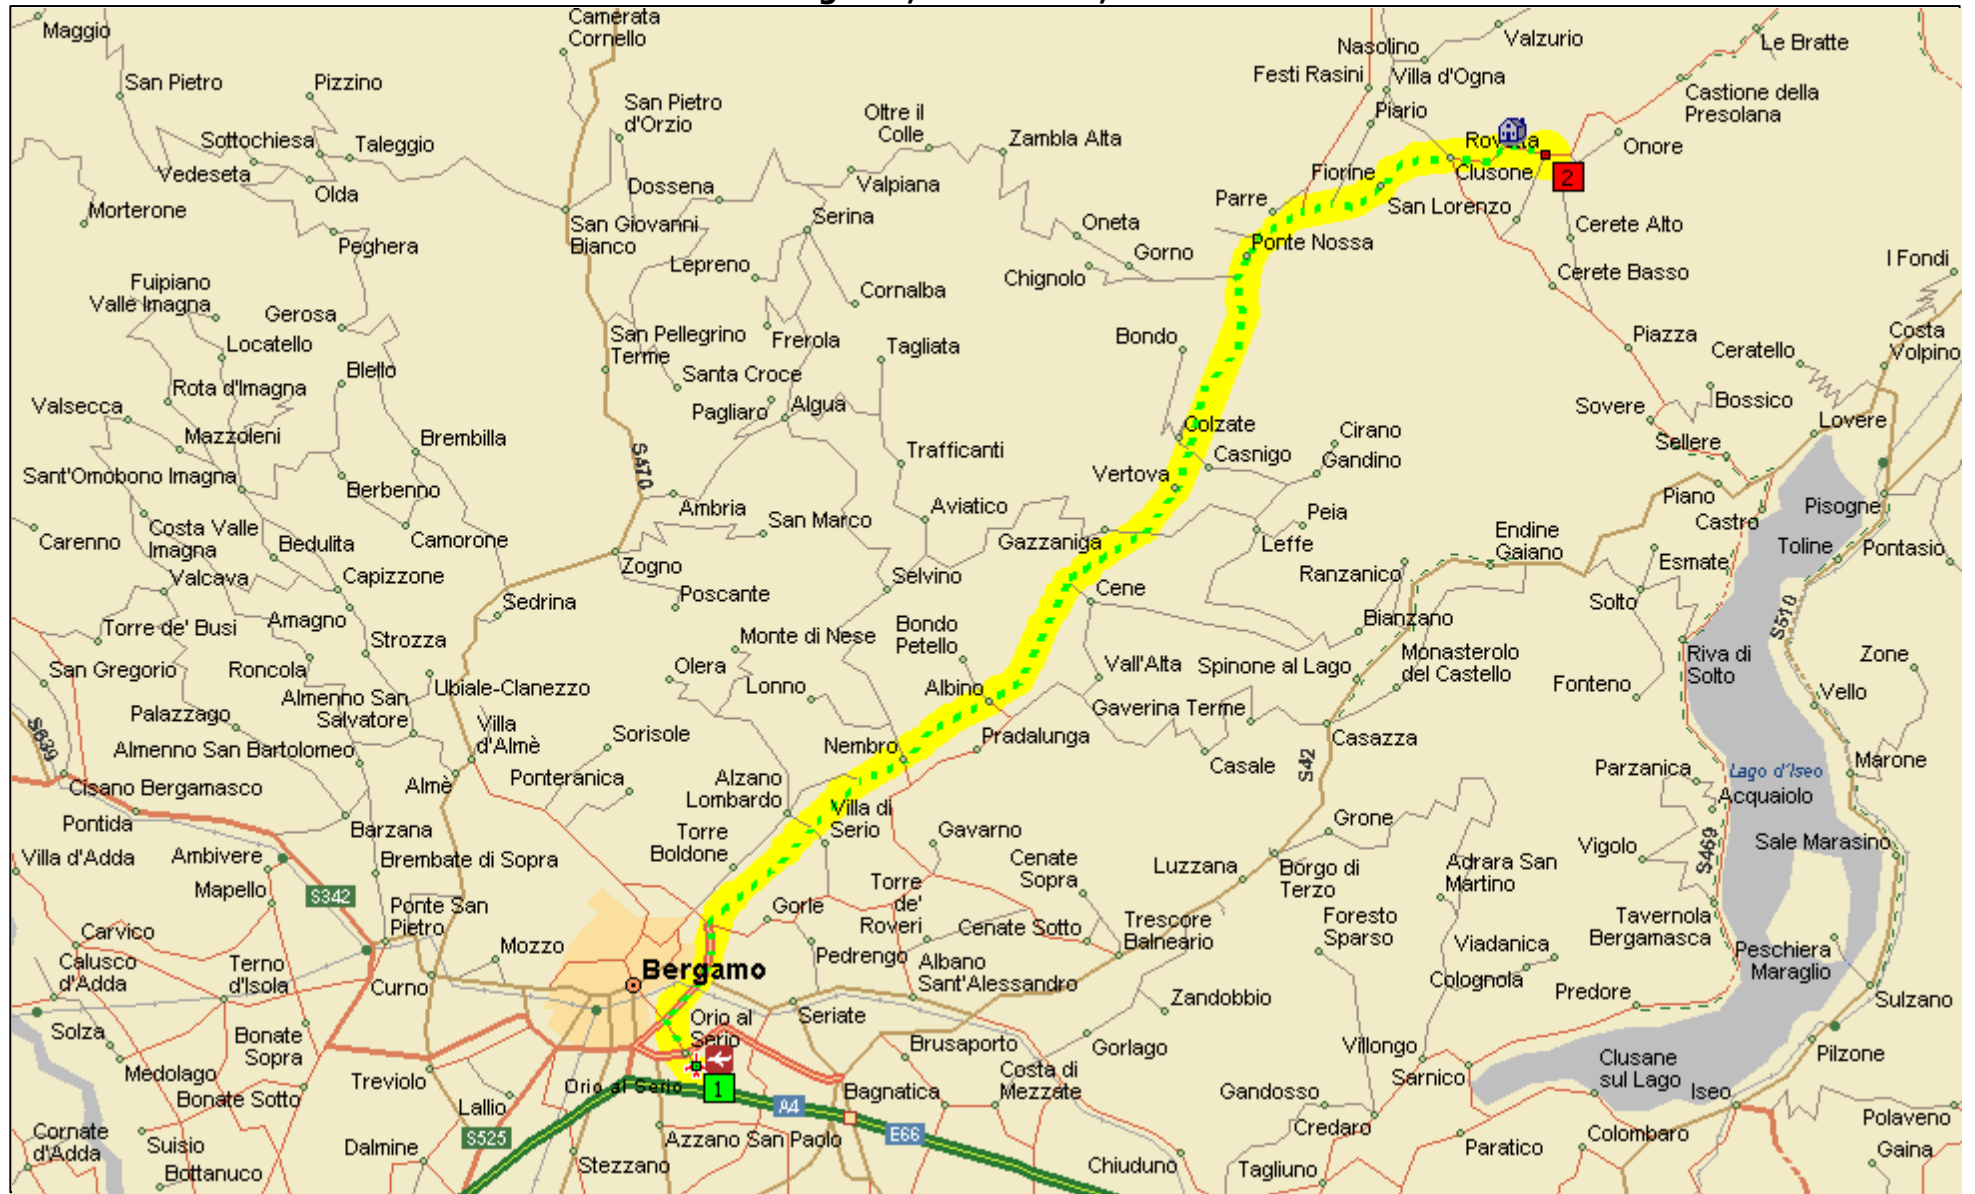 Camerata
Cornello
Maggio
San Pietro
Pizzino
San Pietro
d'Orzio
Oltre il
Colle
Zambla Alta
Nasolino
Valzurio
Festi Rasini
Villa d'Ogna
Le Bratte
Piario
Castione della
Presolana
Sottochiesa
Taleggio
Vedeseta
Olda
Dossena
Valpiana
Fiorine
Clusone
Onore
2
Morterone
San Giovanni
Bianco
Serina
Parre
San Lorenzo
Cerete Alto
Peghera
Oneta
Ponte Nossa
Lepreno
Gorno
Chignolo
Cerete Basso
I Fondi
Fuipiano
Valle Imagna
Cornalba
Gerosa
San Pellegrino
Terme
Frerola
Tagliata
Bondo
Piazza
Ceratello
Costa
Volpino
Locatello
Blello
Santa Croce
Rota d'Imagna
Pagliaro
Algua
Valsecca
Sovere
Bossico
Lovere
Mazzoleni
Brembilla
Colzate
Cirano
Sellere
S470
Trafficanti
Casnigo
Gandino
Sant'Omobono Imagna
Berbenno
Vertova
Piano
Pisogne
Ambria
Aviatico
Peia
Castro
Costa Valle
Imagna
San Marco
Endine
Gaiano
Carenno
Bedulita
Camorone
Gazzaniga
Leffe
Toline
Pontasio
Zogno
Esmate
Valcava
Capizzone
Selvino
Ranzanico
Cene
Poscante
Solto
Sedrina
S510
Torre de' Busi
Amagno
Strozza
Monte di Nese
Bondo
Petello
Bianzano
San Gregorio
Roncola
Olera
Vall'Alta
Spinone al Lago
Monasterolo
del Castello
Riva di
Solto
Zone
Almenno San
Salvatore
Ubiale-Clanezzo
Lonno
Albino
Fonteno
Vello
S639
Palazzago
Villa
d'Almè
Gaverina Terme
Sorisole
Nembro
Pradalunga
Casazza
Almenno San Bartolomeo
Almè
Ponteranica
Alzano
Lombardo
Casale
S42
Parzanica
Lago d'Iseo
Marone
Cisano Bergamasco
Acquaiolo
Pontida
Barzana
Villa di
Serio
Gavarno
Grone
Torre
Boldone
Villa d'Adda
Ambivere
Brembate di Sopra
Cenate
Sopra
Luzzana
Borgo di
Terzo
Adrara San
Martino
Vigolo
S469
Sale Marasino
Mapello
S342
Ponte San
Pietro
Gorle
Torre
de'
Roveri
Cenate Sotto
Trescore
Balneario
Foresto
Sparso
Tavernola
Bergamasca
Carvico
Mozzo
Viadanica
Peschiera
Maraglio
Calusco
d'Adda
Terno
d'Isola
Curno
Bergamo
Pedrengo
Albano
Sant'Alessandro
Colognola
Predore
Zandobbio
Sulzano
Solza
Bonate
Sopra
Orio al
Serio
Seriate
Brusaporto
Gorlago
Villongo
Pilzone
Medolago
Treviolo
Clusane
sul Lago
Bonate Sotto
Orio al Serio
1
Bagnatica
Costa di
Mezzate
Sarnico
Gandosso
Iseo
Lallio
A4
Credaro
Polaveno
Cornate
d'Adda
Suisio
Dalmine
S525
Azzano San Paolo
E66
Paratico
Colombaro
Gaina
Bottanuco
Stezzano
Chiuduno
Tagliuno